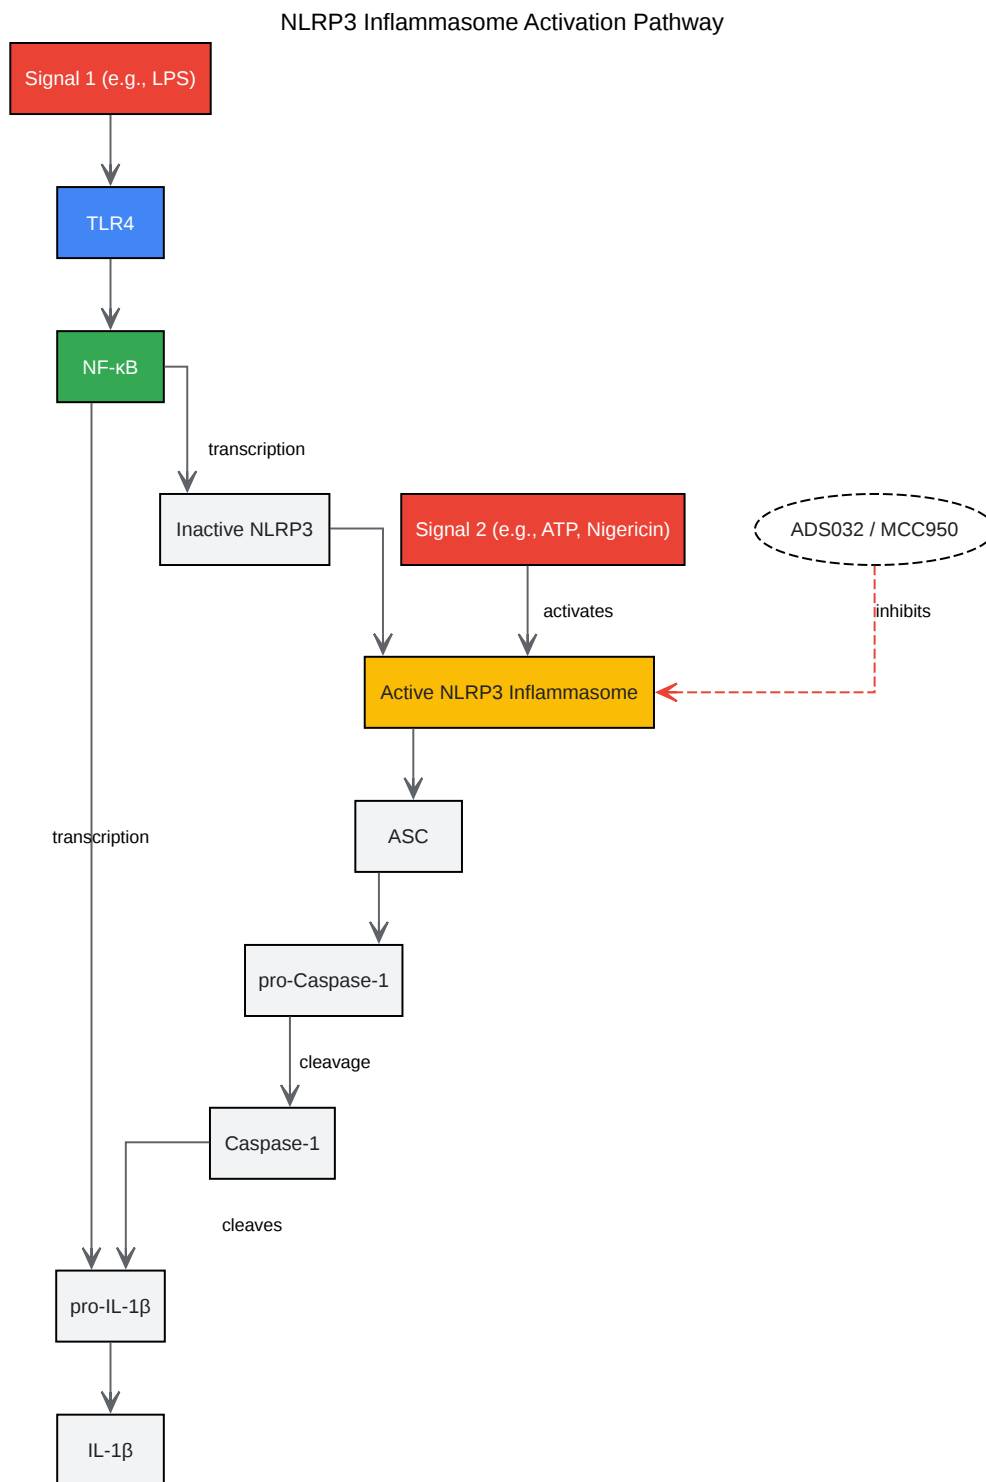 NLRP3 Inflammasome Activation Pathway
Signal 1 (e.g., LPS)
TLR4
NF-κB
transcription
Inactive NLRP3
Signal 2 (e.g., ATP, Nigericin)
ADS032 / MCC950
activates
inhibits
Active NLRP3 Inflammasome
ASC
transcription
pro-Caspase-1
cleavage
Caspase-1
cleaves
pro-IL-1β
IL-1β